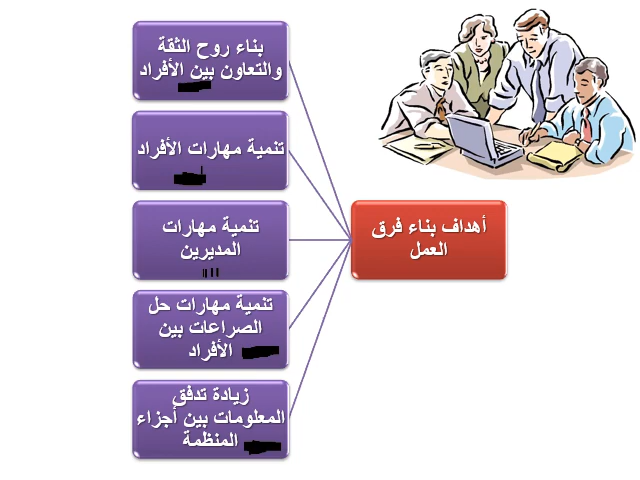 أهداف بناء فرق
العمل
بناء روح الثقة
والتعاون بين الأفراد
تنمية مهارات الأفراد
تنمية مهارات
المديرين
تنمية مهارات حل
الصراعات بين
الأفراد
زيادة تدفق
المعلومات بين أجزاء
المنظمة